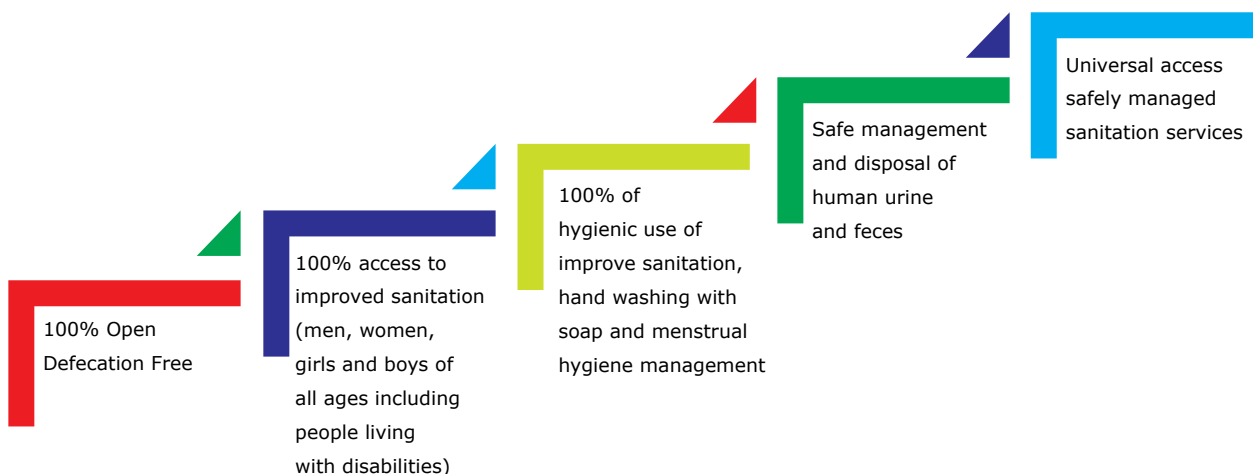 100% Open
Defecation Free
100% access to
improved sanitation
(men, women,
girls and boys of
all ages including
people living
with disabilities)
100% of
hygienic use of
improve sanitation,
hand washing with
soap and menstrual
hygiene management
Safe management
and disposal of
human urine
and feces
Universal access
safely managed
sanitation services